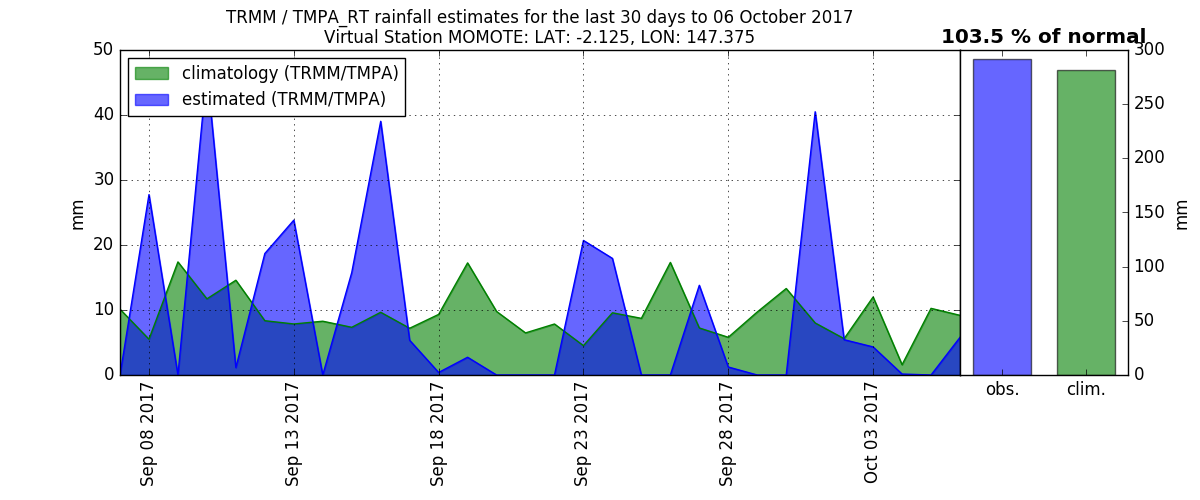 TRMM / TMPA_RT rainfall estimates for the last 30 days to 06 October 2017
Virtual Station MOMOTE: LAT: -2.125, LON: 147.375
103.5 % of normal
climatology (TRMM/TMPA)
estimated (TRMM/TMPA)
50
40
30
20
10
0
mm
Sep 08 2017
Sep 13 2017
Sep 18 2017
Sep 23 2017
Sep 28 2017
Oct 03 2017
obs.
clim.
300
250
200
150
100
50
0
mm